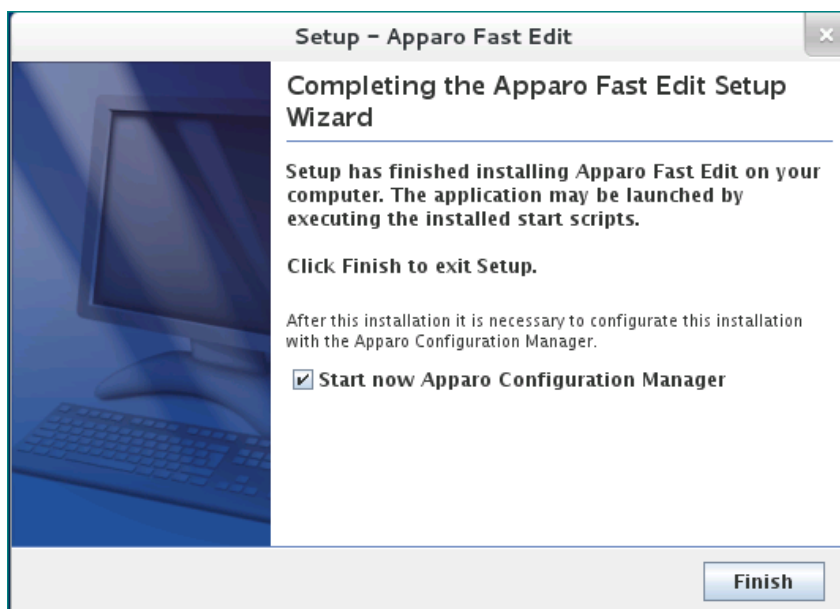 Setup – Apparo Fast Edit
Completing the Apparo Fast Edit Setup
Wizard
Setup has finished installing Apparo Fast Edit on your
computer. The application may be launched by
executing the installed start scripts.
Click Finish to exit Setup.
After this installation it is necessary to configurate this installation
with the Apparo Configuration Manager.
Start now Apparo Configuration Manager
Finish